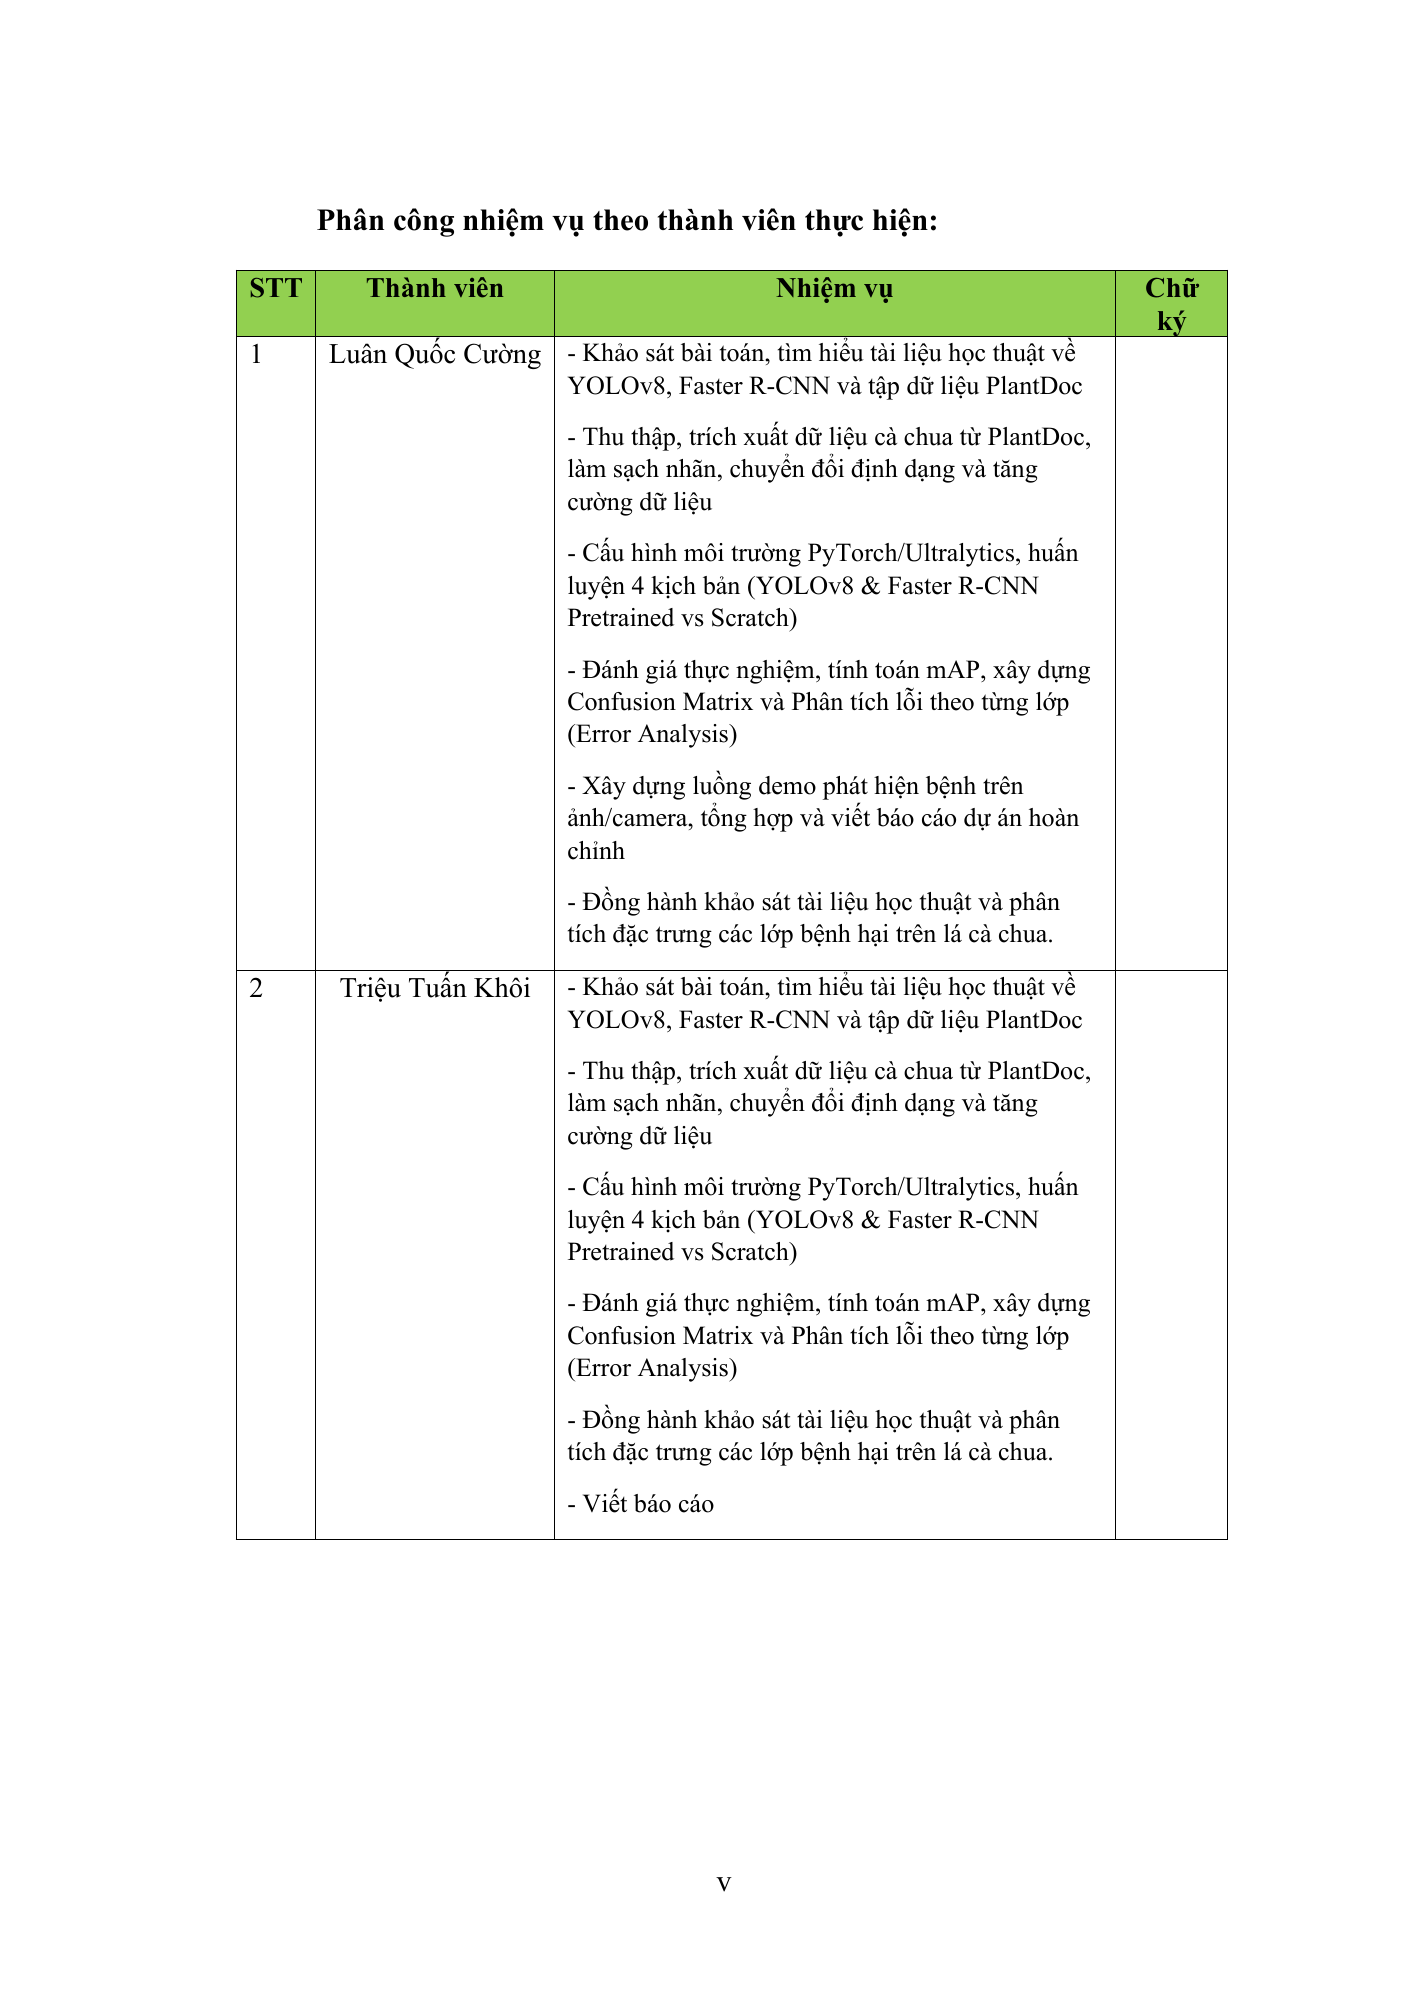 Phân công nhiệm vụ theo thành viên thực hiện:
STT Thành viên Nhiệm vụ Chữ
ký
1 Luân Quốc Cường - Khảo sát bài toán, tìm hiểu tài liệu học thuật về
YOLOv8, Faster R-CNN và tập dữ liệu PlantDoc
- Thu thập, trích xuất dữ liệu cà chua từ PlantDoc,
làm sạch nhãn, chuyển đổi định dạng và tăng
cường dữ liệu
- Cấu hình môi trường PyTorch/Ultralytics, huấn
luyện 4 kịch bản (YOLOv8 & Faster R-CNN
Pretrained vs Scratch)
- Đánh giá thực nghiệm, tính toán mAP, xây dựng
Confusion Matrix và Phân tích lỗi theo từng lớp
(Error Analysis)
- Xây dựng luồng demo phát hiện bệnh trên
ảnh/camera, tổng hợp và viết báo cáo dự án hoàn
chỉnh
- Đồng hành khảo sát tài liệu học thuật và phân
tích đặc trưng các lớp bệnh hại trên lá cà chua.
2 Triệu Tuấn Khôi - Khảo sát bài toán, tìm hiểu tài liệu học thuật về
YOLOv8, Faster R-CNN và tập dữ liệu PlantDoc
- Thu thập, trích xuất dữ liệu cà chua từ PlantDoc,
làm sạch nhãn, chuyển đổi định dạng và tăng
cường dữ liệu
- Cấu hình môi trường PyTorch/Ultralytics, huấn
luyện 4 kịch bản (YOLOv8 & Faster R-CNN
Pretrained vs Scratch)
- Đánh giá thực nghiệm, tính toán mAP, xây dựng
Confusion Matrix và Phân tích lỗi theo từng lớp
(Error Analysis)
- Đồng hành khảo sát tài liệu học thuật và phân
tích đặc trưng các lớp bệnh hại trên lá cà chua.
- Viết báo cáo
v